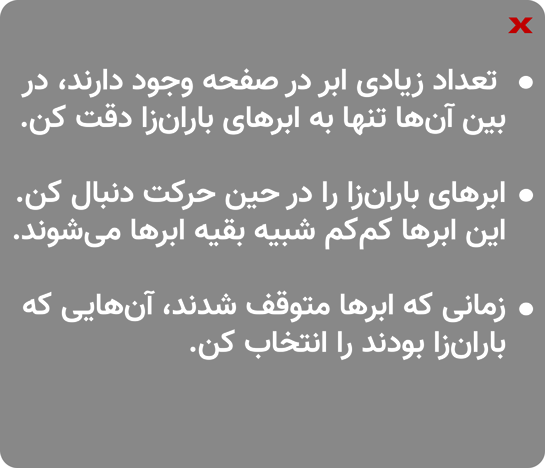 x
• تعداد زیادی ابر در صفحه وجود دارند، در
بین آن‌ها تنها به ابرهای باران‌زا دقت کن.
• ابرهای باران‌زا را در حین حرکت دنبال کن.
این ابرها کم‌کم شبیه بقیه ابرها می‌شوند.
• زمانی که ابرها متوقف شدند، آن‌هایی که
باران‌زا بودند را انتخاب کن.